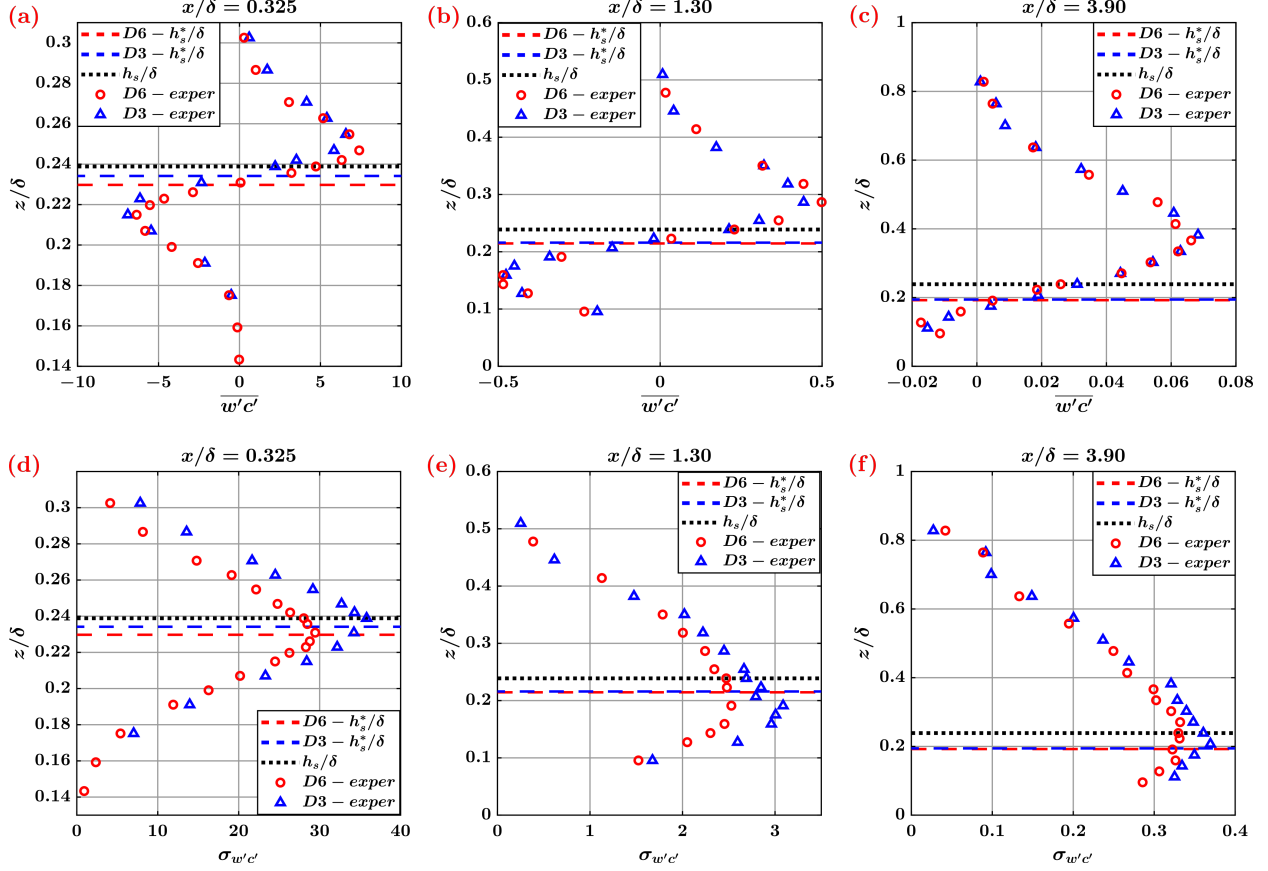 (a)
x/δ = 0.325
D6 − h*ₛ/δ
D3 − h*ₛ/δ
hₛ/δ
D6 − exper
D3 − exper
z/δ
0.3
0.28
0.26
0.24
0.22
0.2
0.18
0.16
0.14
−10
−5
0
5
10
w′c′
(b)
x/δ = 1.30
D6 − h*ₛ/δ
D3 − h*ₛ/δ
hₛ/δ
D6 − exper
D3 − exper
z/δ
0.6
0.5
0.4
0.3
0.2
0.1
0
−0.5
0
0.5
w′c′
(c)
x/δ = 3.90
D6 − h*ₛ/δ
D3 − h*ₛ/δ
hₛ/δ
D6 − exper
D3 − exper
z/δ
1
0.8
0.6
0.4
0.2
0
−0.02
0
0.02
0.04
0.06
0.08
w′c′
(d)
x/δ = 0.325
z/δ
0.3
0.28
0.26
0.24
0.22
0.2
0.18
0.16
0.14
D6 − h*ₛ/δ
D3 − h*ₛ/δ
hₛ/δ
D6 − exper
D3 − exper
0
10
20
30
40
σw′c′
(e)
x/δ = 1.30
D6 − h*ₛ/δ
D3 − h*ₛ/δ
hₛ/δ
D6 − exper
D3 − exper
z/δ
0.6
0.5
0.4
0.3
0.2
0.1
0
0
1
2
3
σw′c′
(f)
x/δ = 3.90
D6 − h*ₛ/δ
D3 − h*ₛ/δ
hₛ/δ
D6 − exper
D3 − exper
z/δ
1
0.8
0.6
0.4
0.2
0
0
0.1
0.2
0.3
0.4
σw′c′